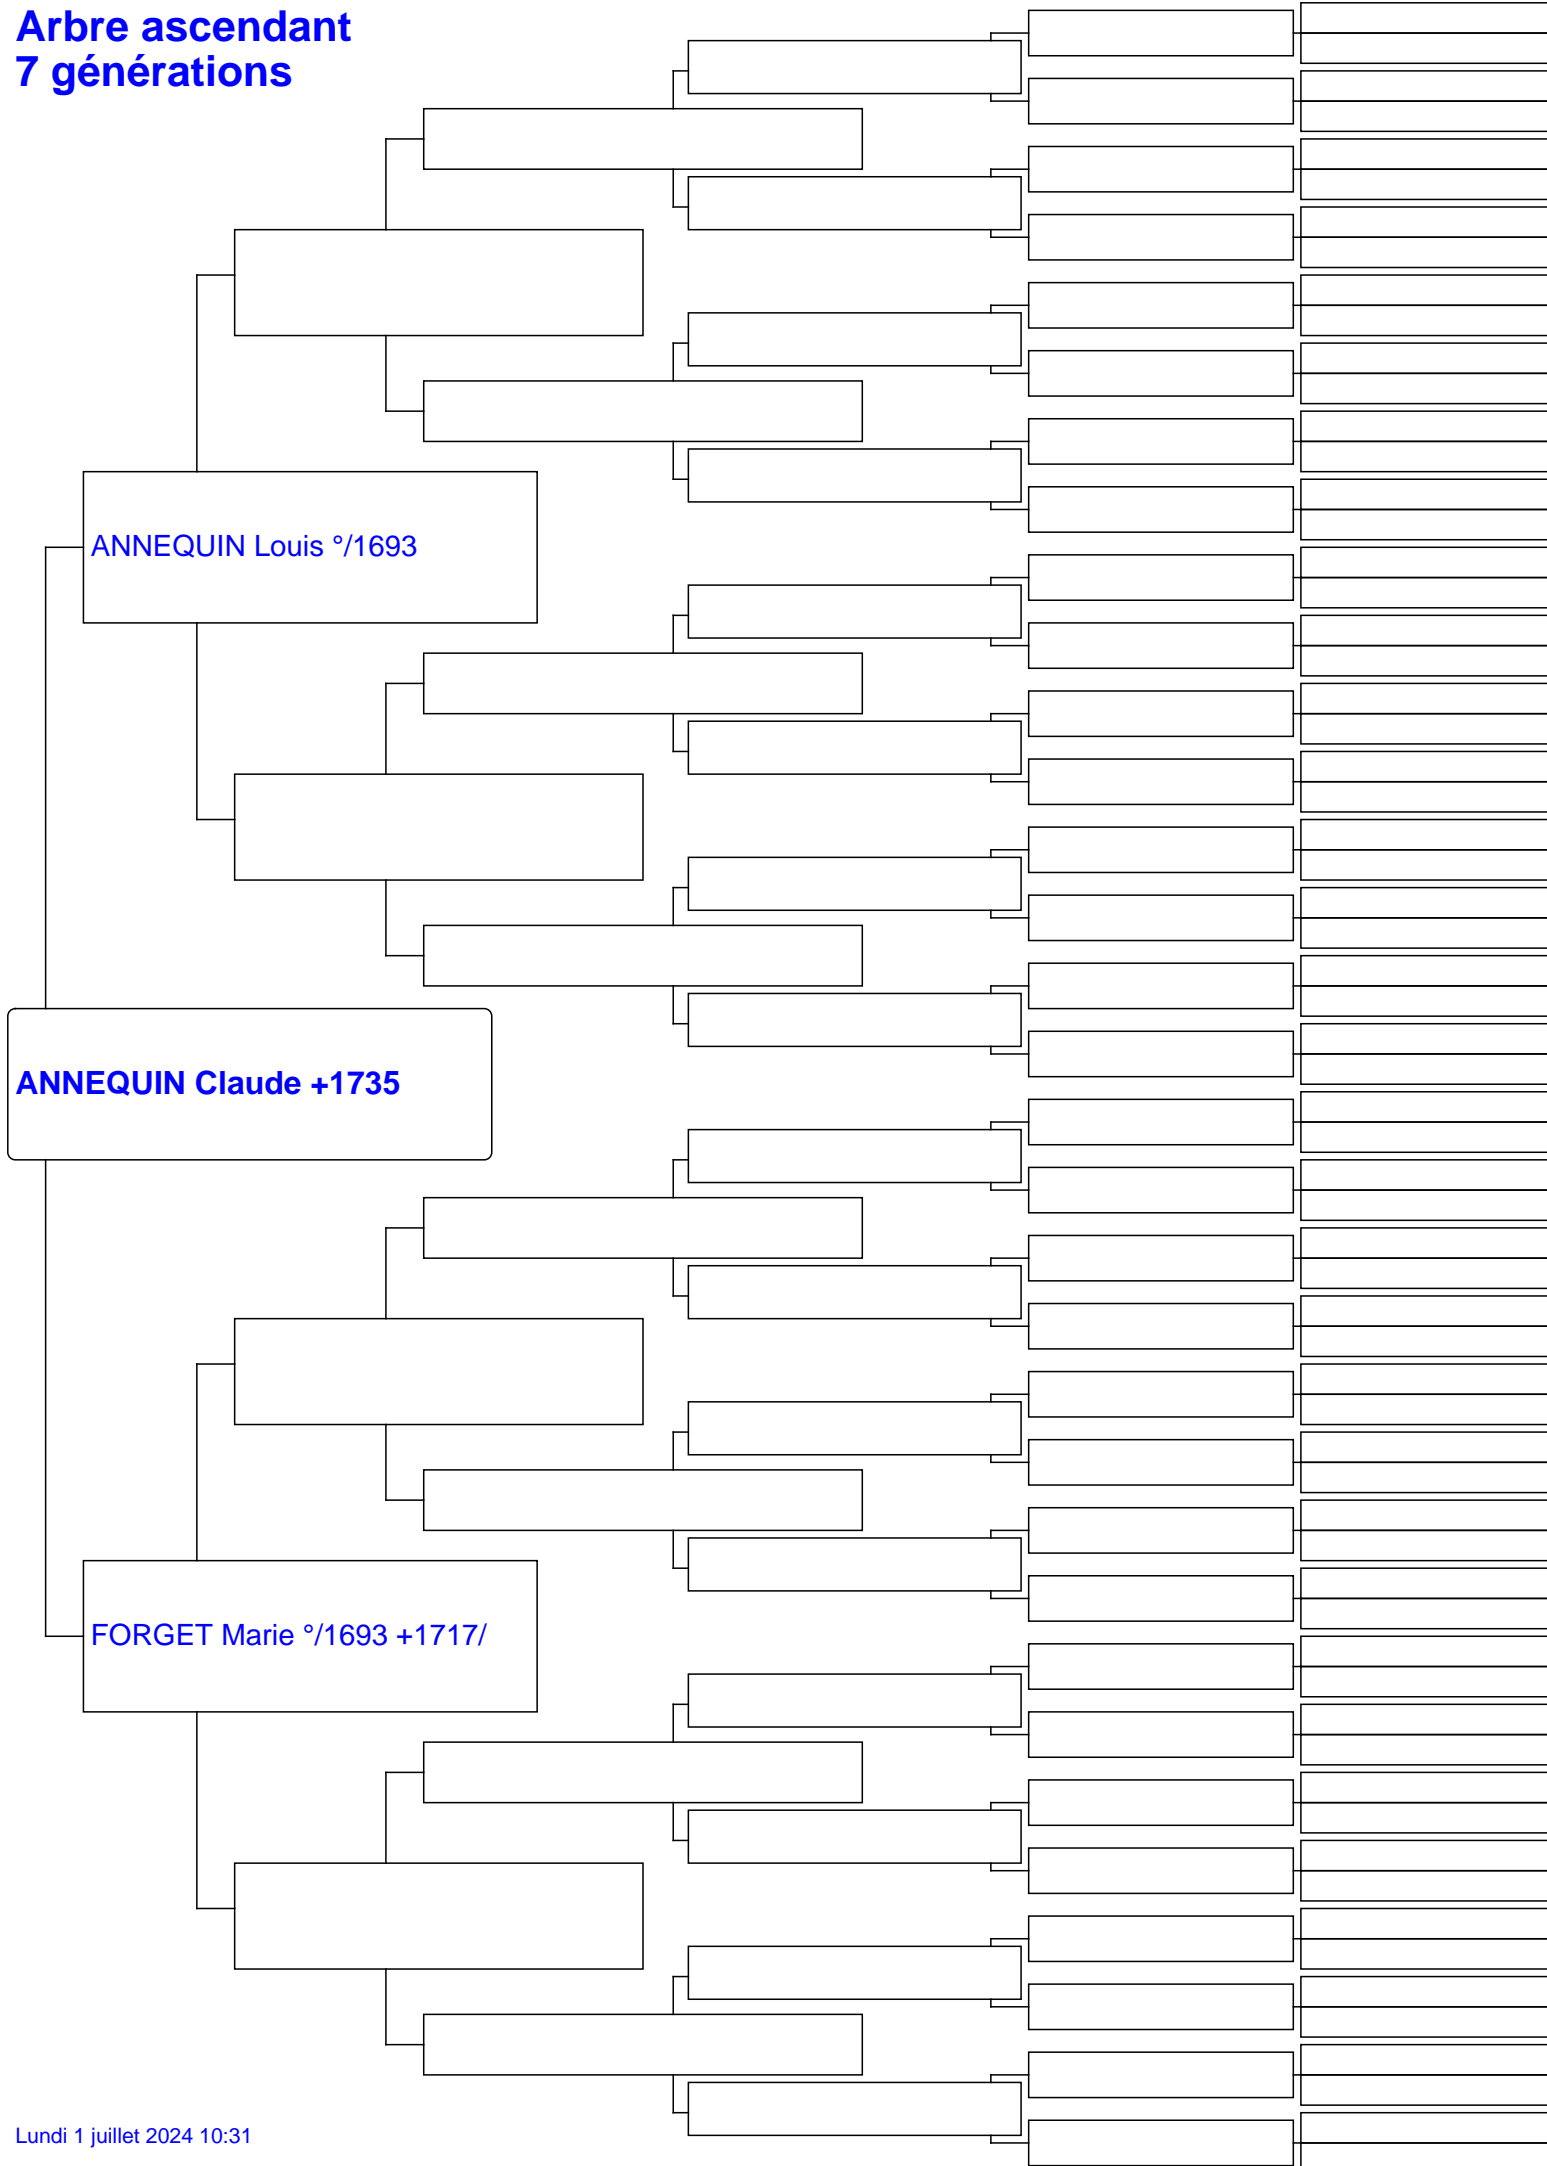 Arbre ascendant
7 générations
ANNEQUIN Louis °/1693
ANNEQUIN Claude +1735
FORGET Marie °/1693 +1717/
Lundi 1 juillet 2024 10:31